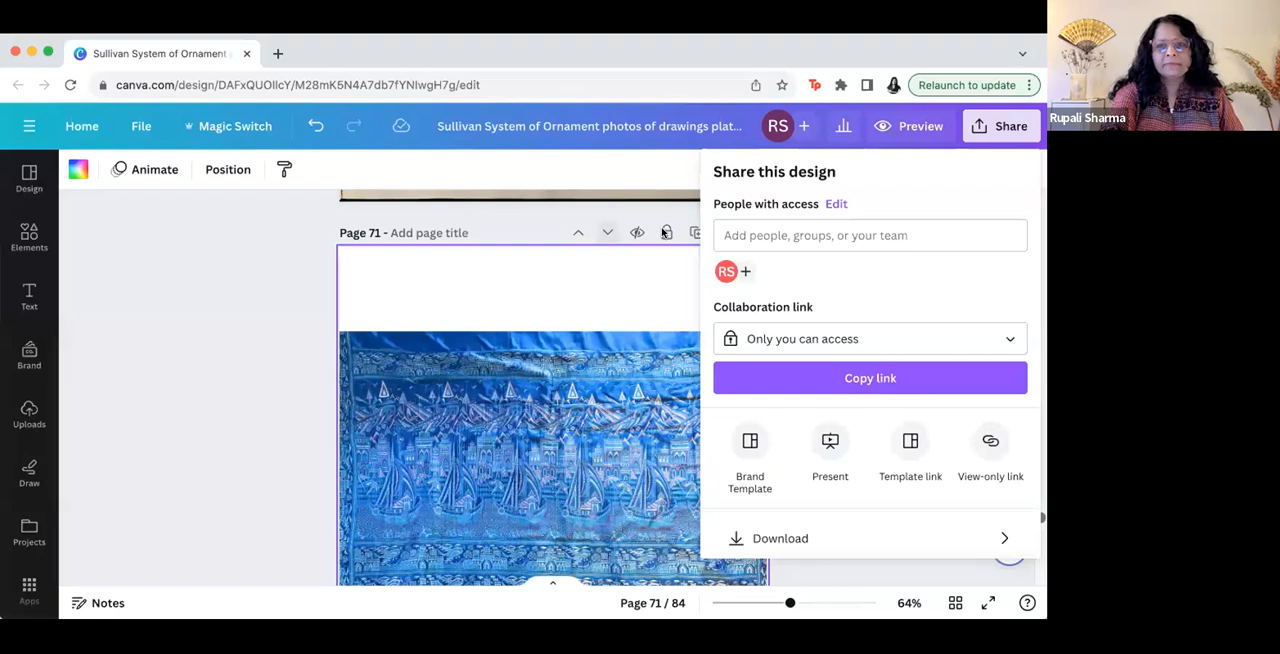 Sullivan System of Ornament
canva.com/design/DAFxQUOllcY/M28mK5N4A7db7fYNIwgH7g/edit
Tp
Relaunch to update
Rupali Sharma
Home File Magic Switch Sullivan System of Ornament photos of drawings plat... RS + Preview Share
Design
Animate Position
Share this design
People with access Edit
Page 71 - Add page title
Add people, groups, or your team
Elements
RS +
Text
Collaboration link
Only you can access
Brand
Copy link
Uploads
Draw
Brand Template
Present
Template link
View-only link
Projects
Download
Apps
Notes
Page 71 / 84
64%